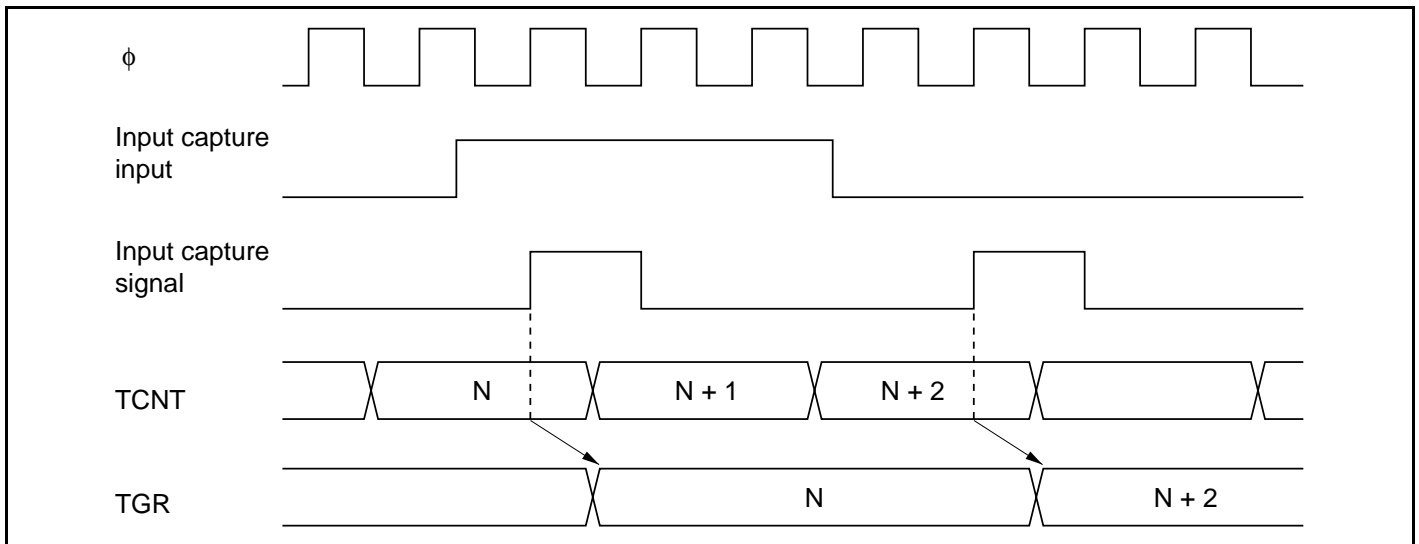 ϕ
Input capture
input
Input capture
signal
TCNT
N
N + 1
N + 2
TGR
N
N + 2